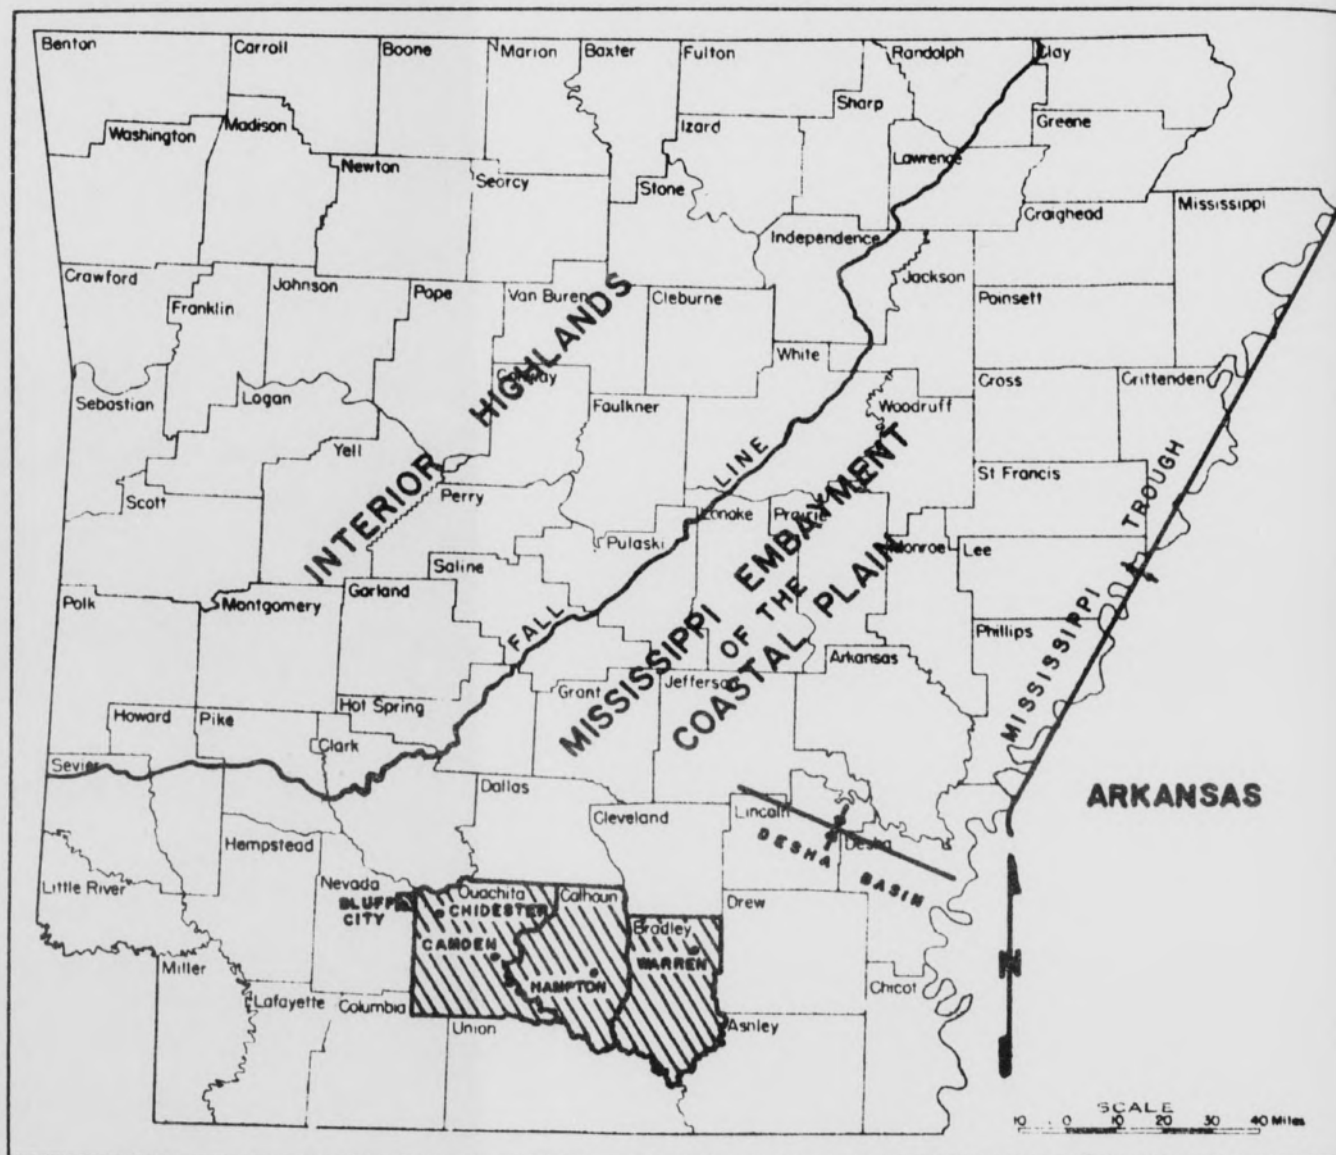 Benton
Carroll
Boone
Marion
Baxter
Fulton
Randolph
Clay
Sharp
Washington
Madison
Izard
Greene
Newton
Searcy
Stone
Lawrence
Craighead
Mississippi
Independence
Crawford
Franklin
Johnson
Pope
Van Buren
Cleburne
Jackson
Poinsett
White
Cross
Crittenden
Sebastian
Logan
Conway
Faulkner
Woodruff
Yell
INTERIOR HIGHLANDS
St Francis
Scott
Perry
Lonoke
Prairie
Pulaski
Monroe
Lee
Saline
Garland
Polk
Montgomery
FALL LINE
MISSISSIPPI EMBAYMENT
OF THE
COASTAL PLAIN
MISSISSIPPI TROUGH
Phillips
Arkansas
Grant
Jefferson
Hot Spring
Howard
Pike
Clark
Sevier
Dallas
Cleveland
Lincoln
Desha
DESHA BASIN
ARKANSAS
Hempstead
Little River
Nevada
BLUFF
CITY
Ouachita
CHIDESTER
Calhoun
CAMDEN
HAMPTON
Bradley
WARREN
Drew
Miller
Lafayette
Columbia
Union
Ashley
Chicot
N
SCALE
10 0 10 20 30 40 Miles